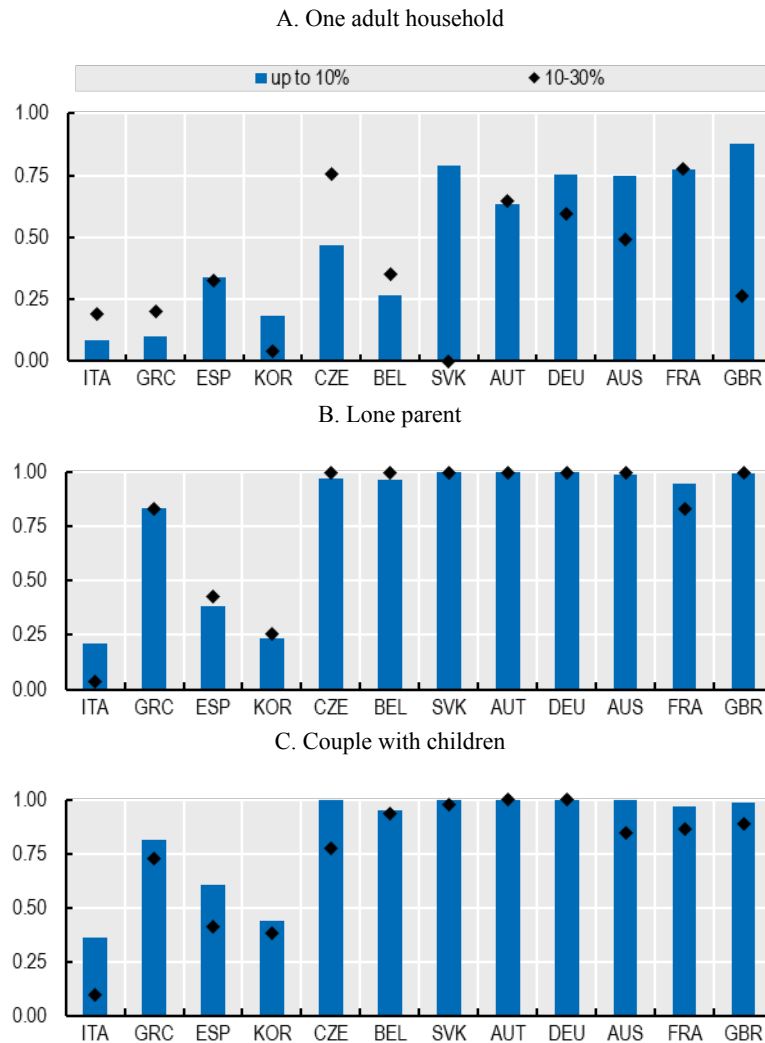 A. One adult household
up to 10% 10-30%
1.00
0.75
0.50
0.25
0.00
ITA GRC ESP KOR CZE BEL SVK AUT DEU AUS FRA GBR
B. Lone parent
1.00
0.75
0.50
0.25
0.00
ITA GRC ESP KOR CZE BEL SVK AUT DEU AUS FRA GBR
C. Couple with children
1.00
0.75
0.50
0.25
0.00
ITA GRC ESP KOR CZE BEL SVK AUT DEU AUS FRA GBR